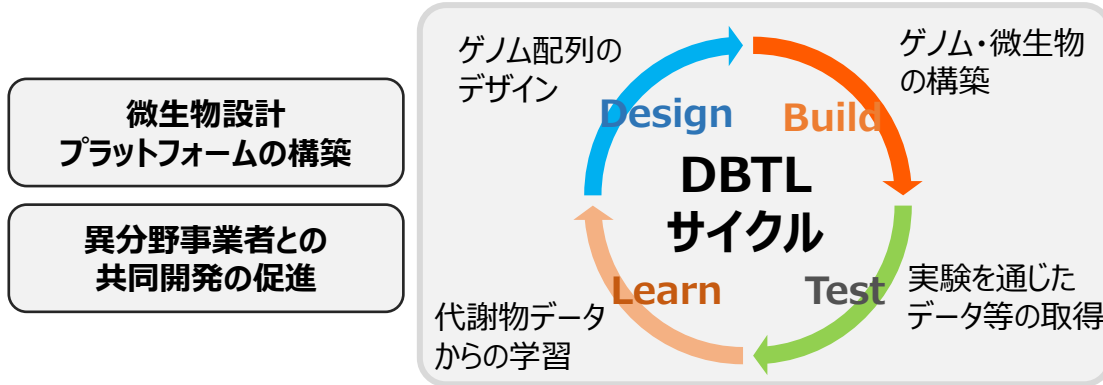 微生物設計
プラットフォームの構築
異分野事業者との
共同開発の促進
ゲノム配列の
デザイン
ゲノム・微生物
の構築
Design
Build
DBTL
サイクル
Learn
Test
代謝物データ
からの学習
実験を通じた
データ等の取得